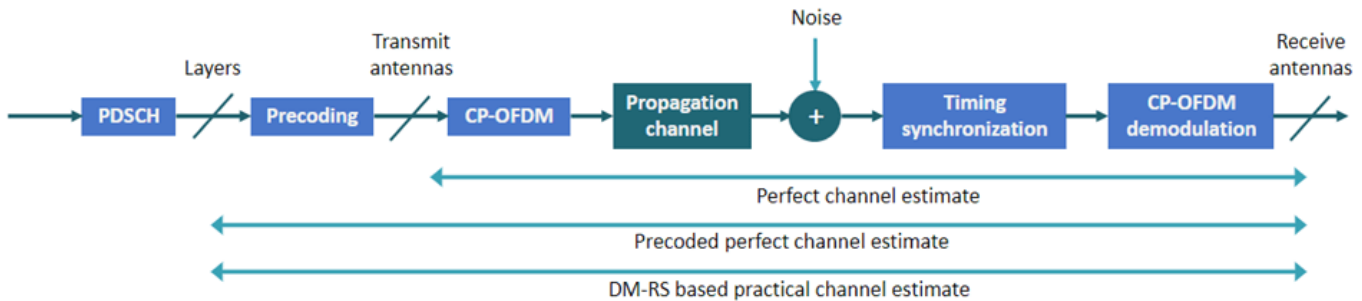 Noise
Transmit
antennas
Receive
antennas
Layers
PDSCH
Precoding
CP-OFDM
Propagation
channel
+
Timing
synchronization
CP-OFDM
demodulation
Perfect channel estimate
Precoded perfect channel estimate
DM-RS based practical channel estimate